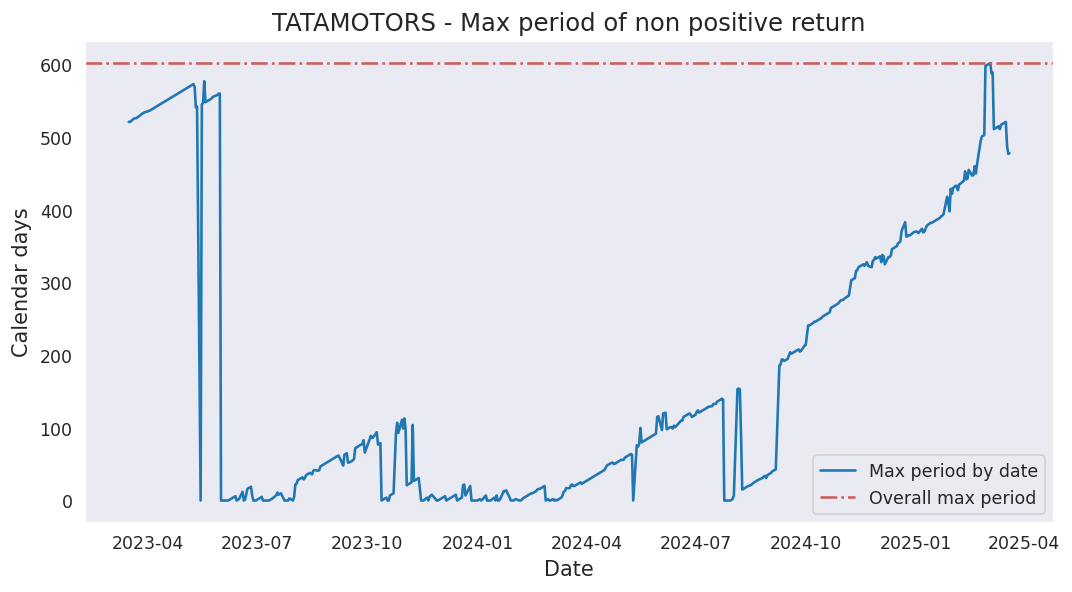 TATAMOTORS - Max period of non positive return
Calendar days
600
500
400
300
200
100
0
Max period by date
Overall max period
2023-04 2023-07 2023-10 2024-01 2024-04 2024-07 2024-10 2025-01 2025-04
Date